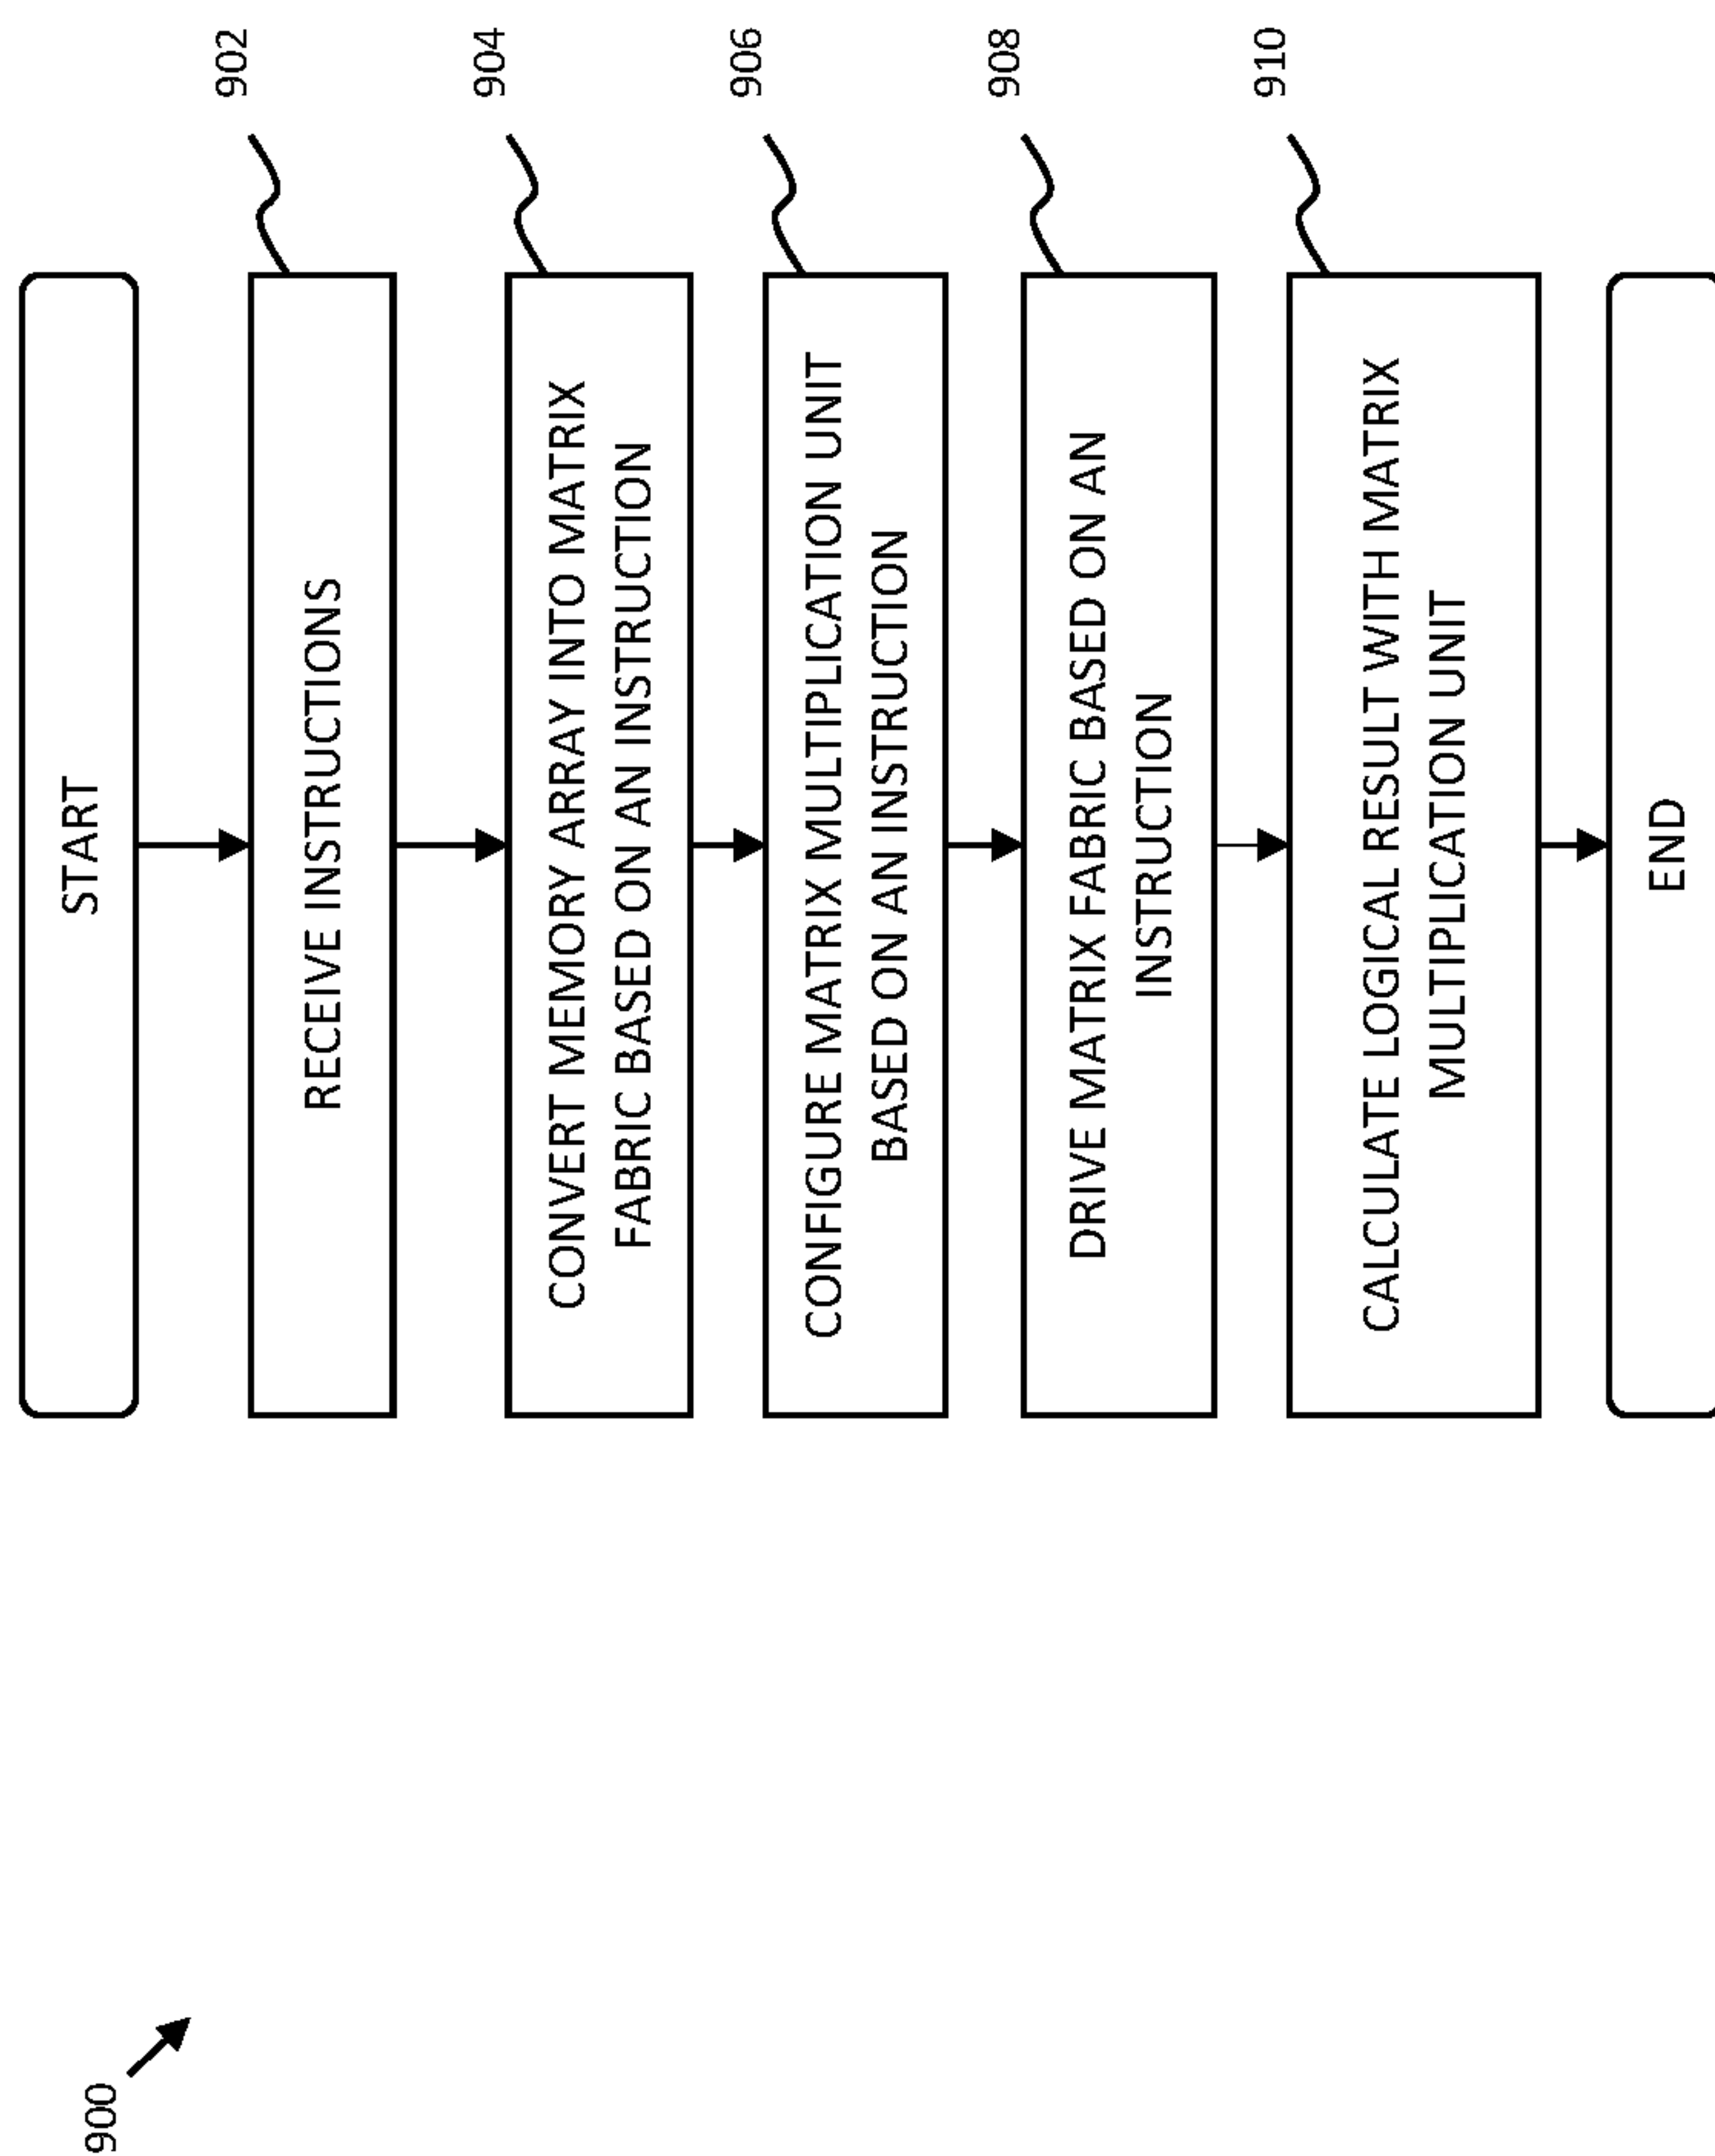 900
START
RECEIVE INSTRUCTIONS
902
CONVERT MEMORY ARRAY INTO MATRIX
FABRIC BASED ON AN INSTRUCTION
904
CONFIGURE MATRIX MULTIPLICATION UNIT
BASED ON AN INSTRUCTION
906
DRIVE MATRIX FABRIC BASED ON AN
INSTRUCTION
908
CALCULATE LOGICAL RESULT WITH MATRIX
MULTIPLICATION UNIT
910
END